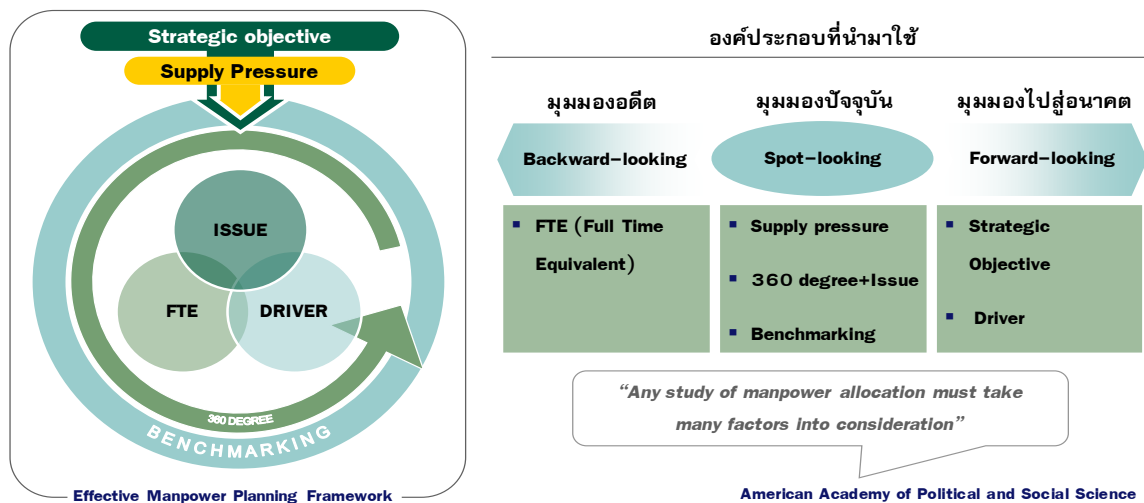 Strategic objective
Supply Pressure
ISSUE
FTE
DRIVER
360 DEGREE
BENCHMARKING
Effective Manpower Planning Framework
องค์ประกอบที่นำมาใช้
มุมมองอดีต
มุมมองปัจจุบัน
มุมมองไปสู่อนาคต
Backward-looking
Spot-looking
Forward-looking
▪ FTE (Full Time
Equivalent)
▪ Supply pressure
▪ 360 degree+Issue
▪ Benchmarking
▪ Strategic
Objective
▪ Driver
“Any study of manpower allocation must take
many factors into consideration”
American Academy of Political and Social Science